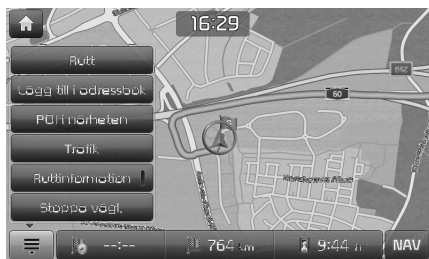 16:29
Rutt
Lägg till i adressbok
POI i närheten
Trafik
Ruttinformation
Stoppa vägl.
60
--:--
764 km
9:44 h
NAV